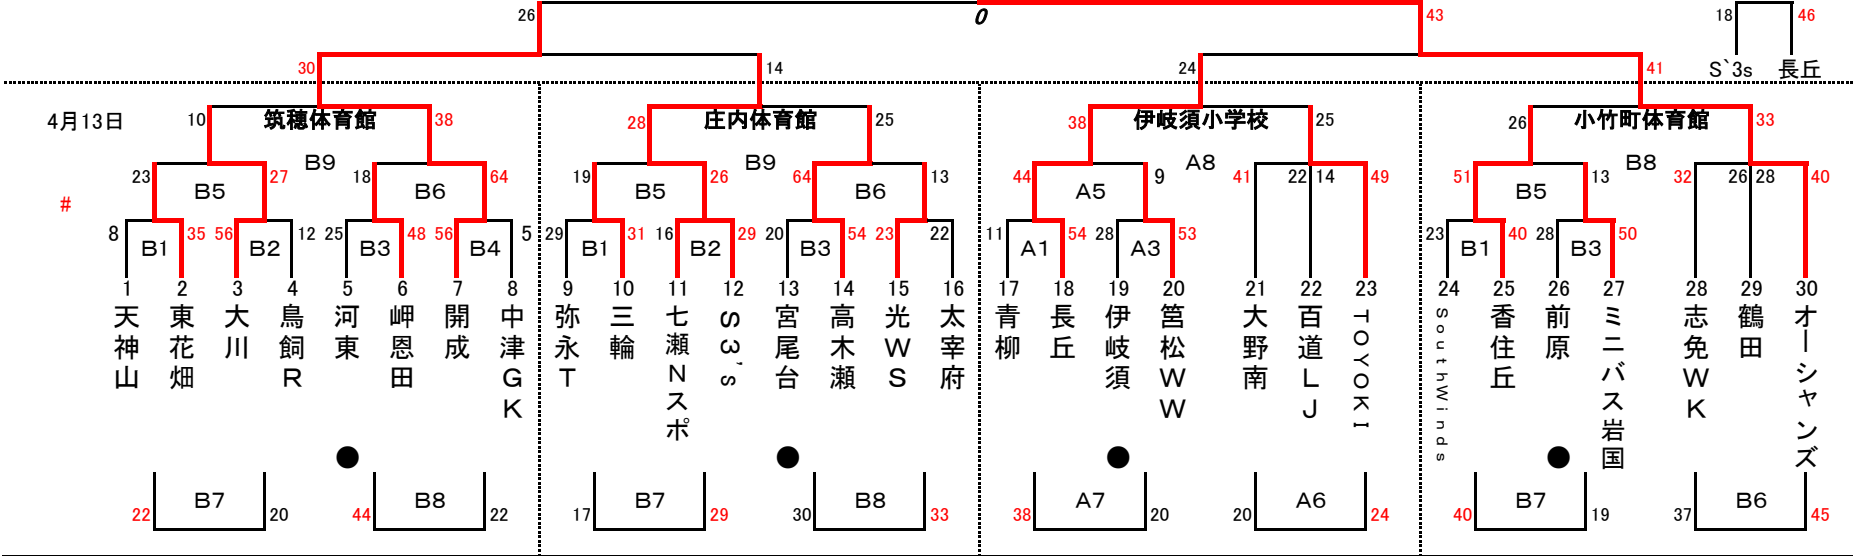 26 0 43 18 46
30 14 24 41 S`3s 長丘
4月13日 10 筑穂体育館 38 28 庄内体育館 25 38 伊岐須小学校 25 26 小竹町体育館 33
B9 B9 A8 B8
23 B5 27 18 B6 64 19 B5 26 64 B6 13 44 A5 9 41 22 14 49 51 B5 13 32 26 28 40
#
8 B1 35 56 B2 12 25 B3 48 56 B4 5 29 B1 31 16 B2 29 20 B3 54 23 22 11 A1 54 28 A3 53 23 B1 40 28 B3 50
1 2 3 4 5 6 7 8 9 10 11 12 13 14 15 16 17 18 19 20 21 22 23 24 25 26 27 28 29 30
天神山
東花畑
大川
鳥飼R
河東
岬恩田
開成
中津GK
弥永T
三輪
七瀬Nスポ
S3's
宮尾台
高木瀬
光WS
太宰府
青柳
長丘
伊岐須
筥松WW
大野南
百道LJ
TOYOKI
SouthWinds
香住丘
前原
ミニバス岩国
志免WK
鶴田
オーシャンズ
● ● ● ●
22 B7 20 44 B8 22 17 B7 29 30 B8 33 38 A7 20 20 A6 24 40 B7 19 37 B6 45